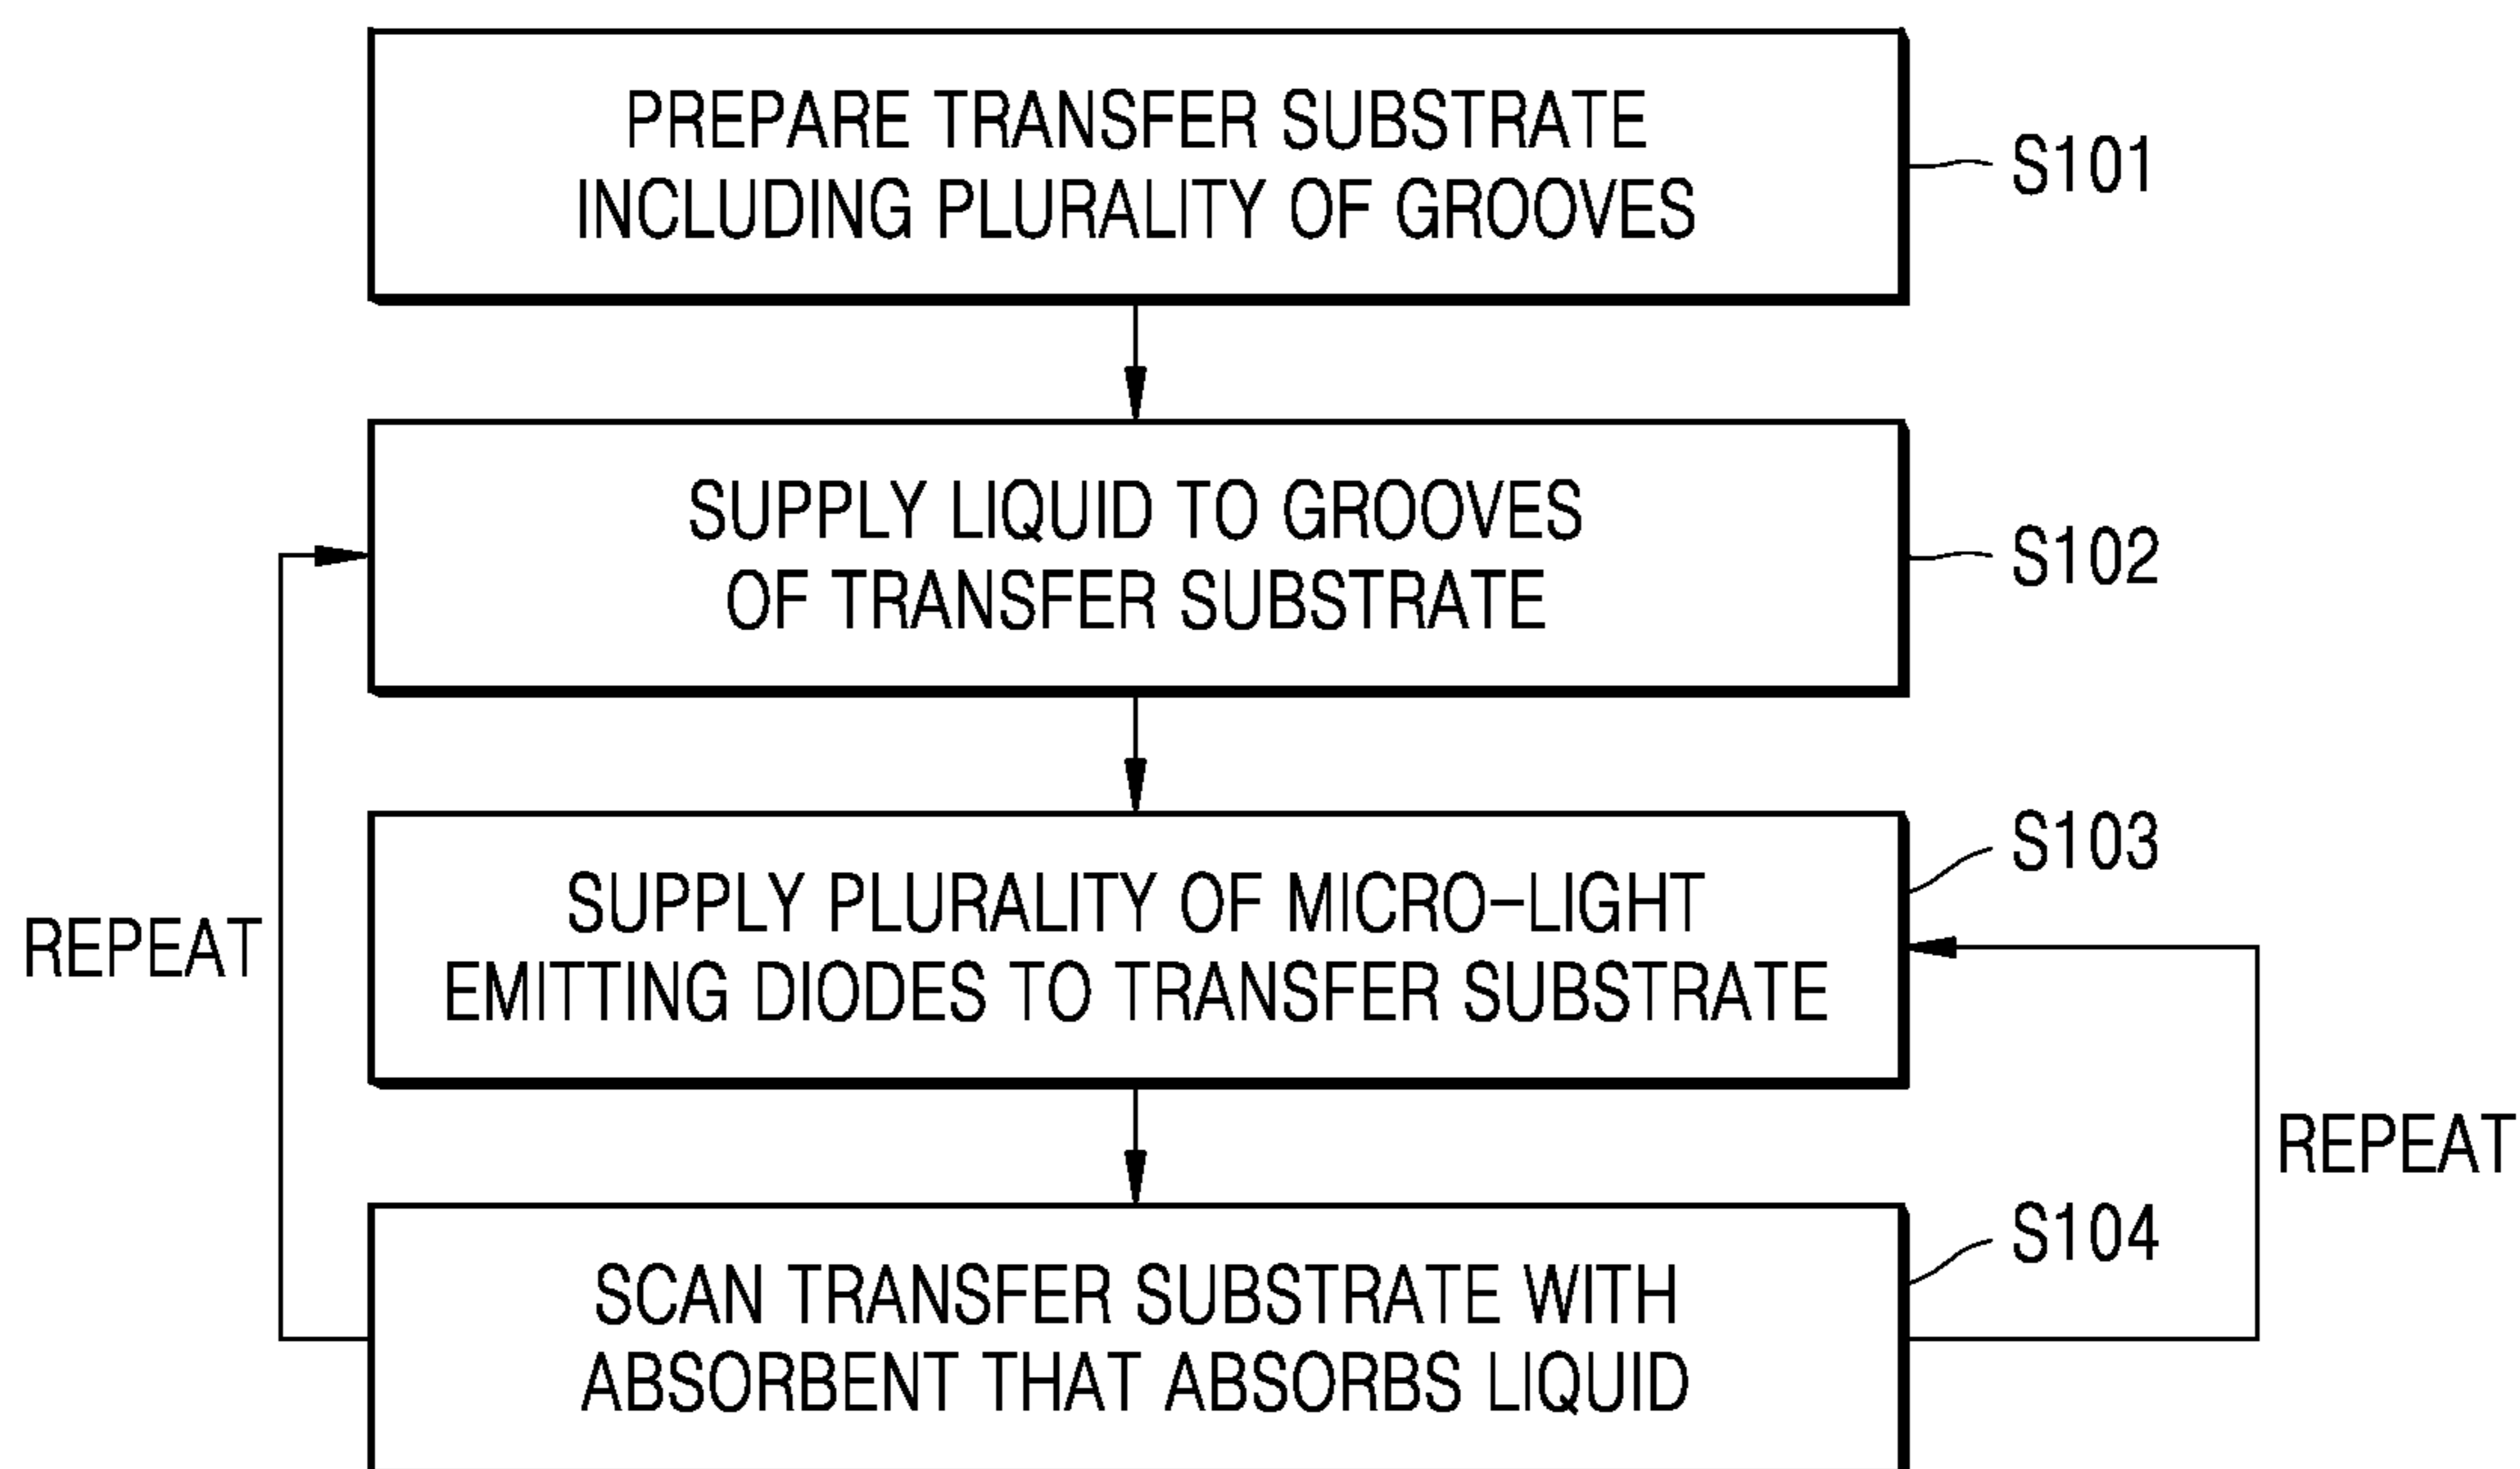 PREPARE TRANSFER SUBSTRATE
INCLUDING PLURALITY OF GROOVES
S101
SUPPLY LIQUID TO GROOVES
OF TRANSFER SUBSTRATE
S102
SUPPLY PLURALITY OF MICRO-LIGHT
EMITTING DIODES TO TRANSFER SUBSTRATE
S103
REPEAT
REPEAT
SCAN TRANSFER SUBSTRATE WITH
ABSORBENT THAT ABSORBS LIQUID
S104